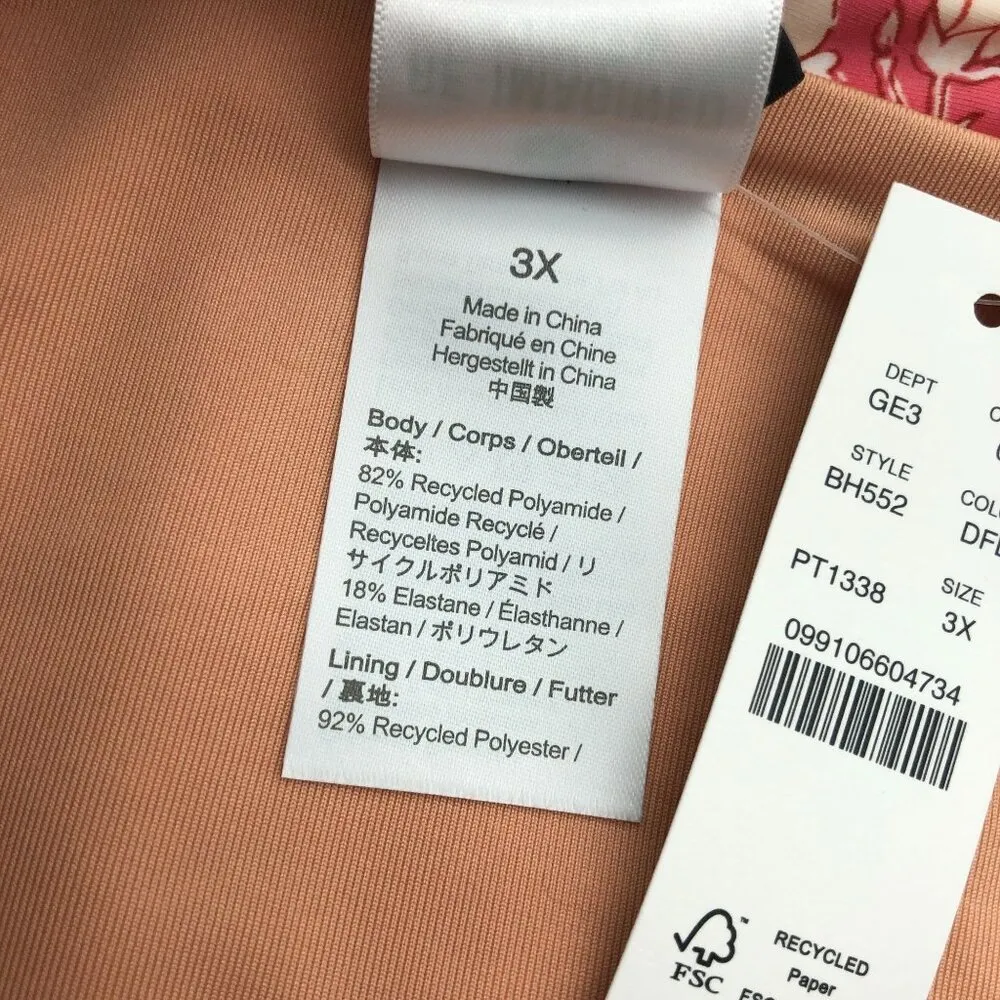 3X
Made in China
Fabriqué en Chine
Hergestellt in China
中国製
Body / Corps / Oberteil /
本体:
82% Recycled Polyamide /
Polyamide Recyclé /
Recyceltes Polyamid / リ
サイクルポリアミド
18% Elastane / Élasthanne /
Elastan / ポリウレタン
Lining / Doublure / Futter
/ 裏地:
92% Recycled Polyester /
DEPT
GE3
STYLE
BH552
PT1338
SIZE
3X
099106604734
FSC
RECYCLED
Paper